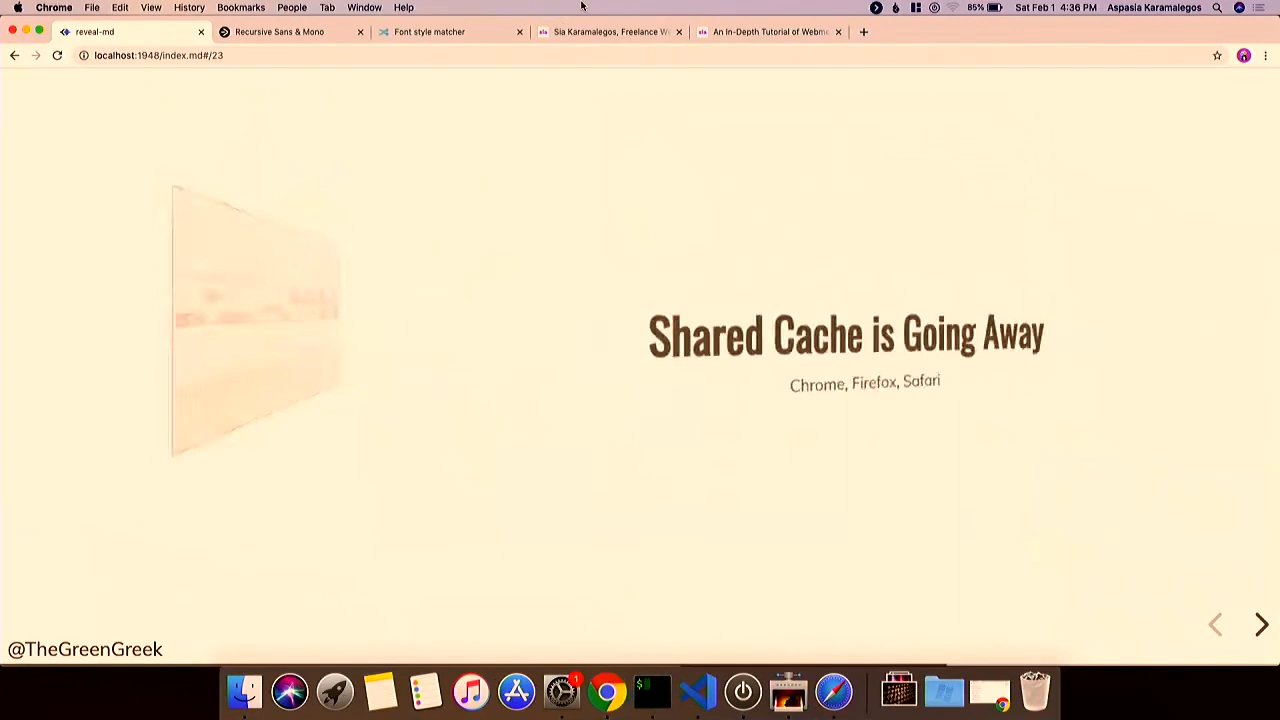 Chrome File Edit View History Bookmarks People Tab Window Help 85% Sat Feb 1 4:36 PM Aspasia Karamalegos
reveal-md Recursive Sans & Mono Font style matcher Sia Karamalegos, Freelance W An In-Depth Tutorial of Webm
localhost:1948/index.md#/23
Shared Cache is Going Away
Chrome, Firefox, Safari
@TheGreenGreek
1